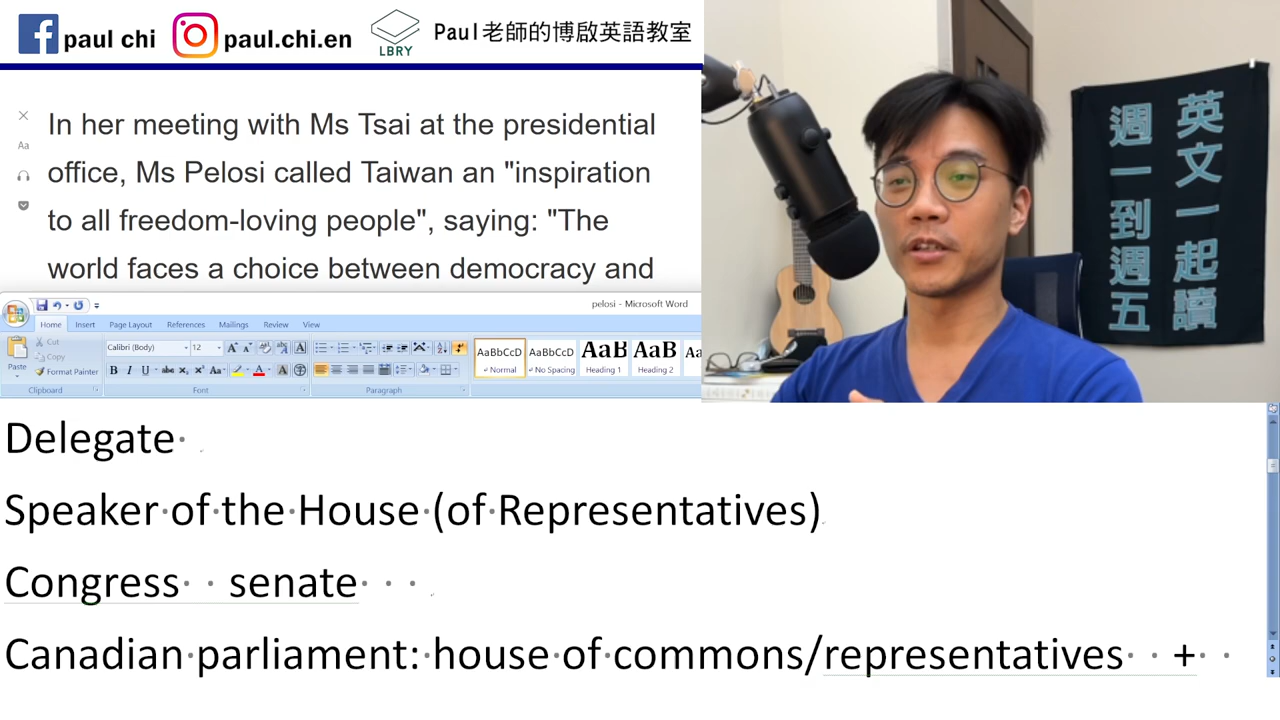 paul chi
paul.chi.en
LBRY
Paul老師的博啟英語教室
In her meeting with Ms Tsai at the presidential
office, Ms Pelosi called Taiwan an "inspiration
to all freedom-loving people", saying: "The
world faces a choice between democracy and
Aa
英文一起讀
週一到週五
pelosi - Microsoft Word
Home Insert Page Layout References Mailings Review View
Paste
Cut
Copy
Format Painter
Clipboard
Calibri (Body) 12
Font
Paragraph
AaBbCcD AaBbCcD AaB AaB Aa
Normal No Spacing Heading 1 Heading 2
Delegate
Speaker of the House (of Representatives)
Congress senate
Canadian parliament: house of commons/representatives +